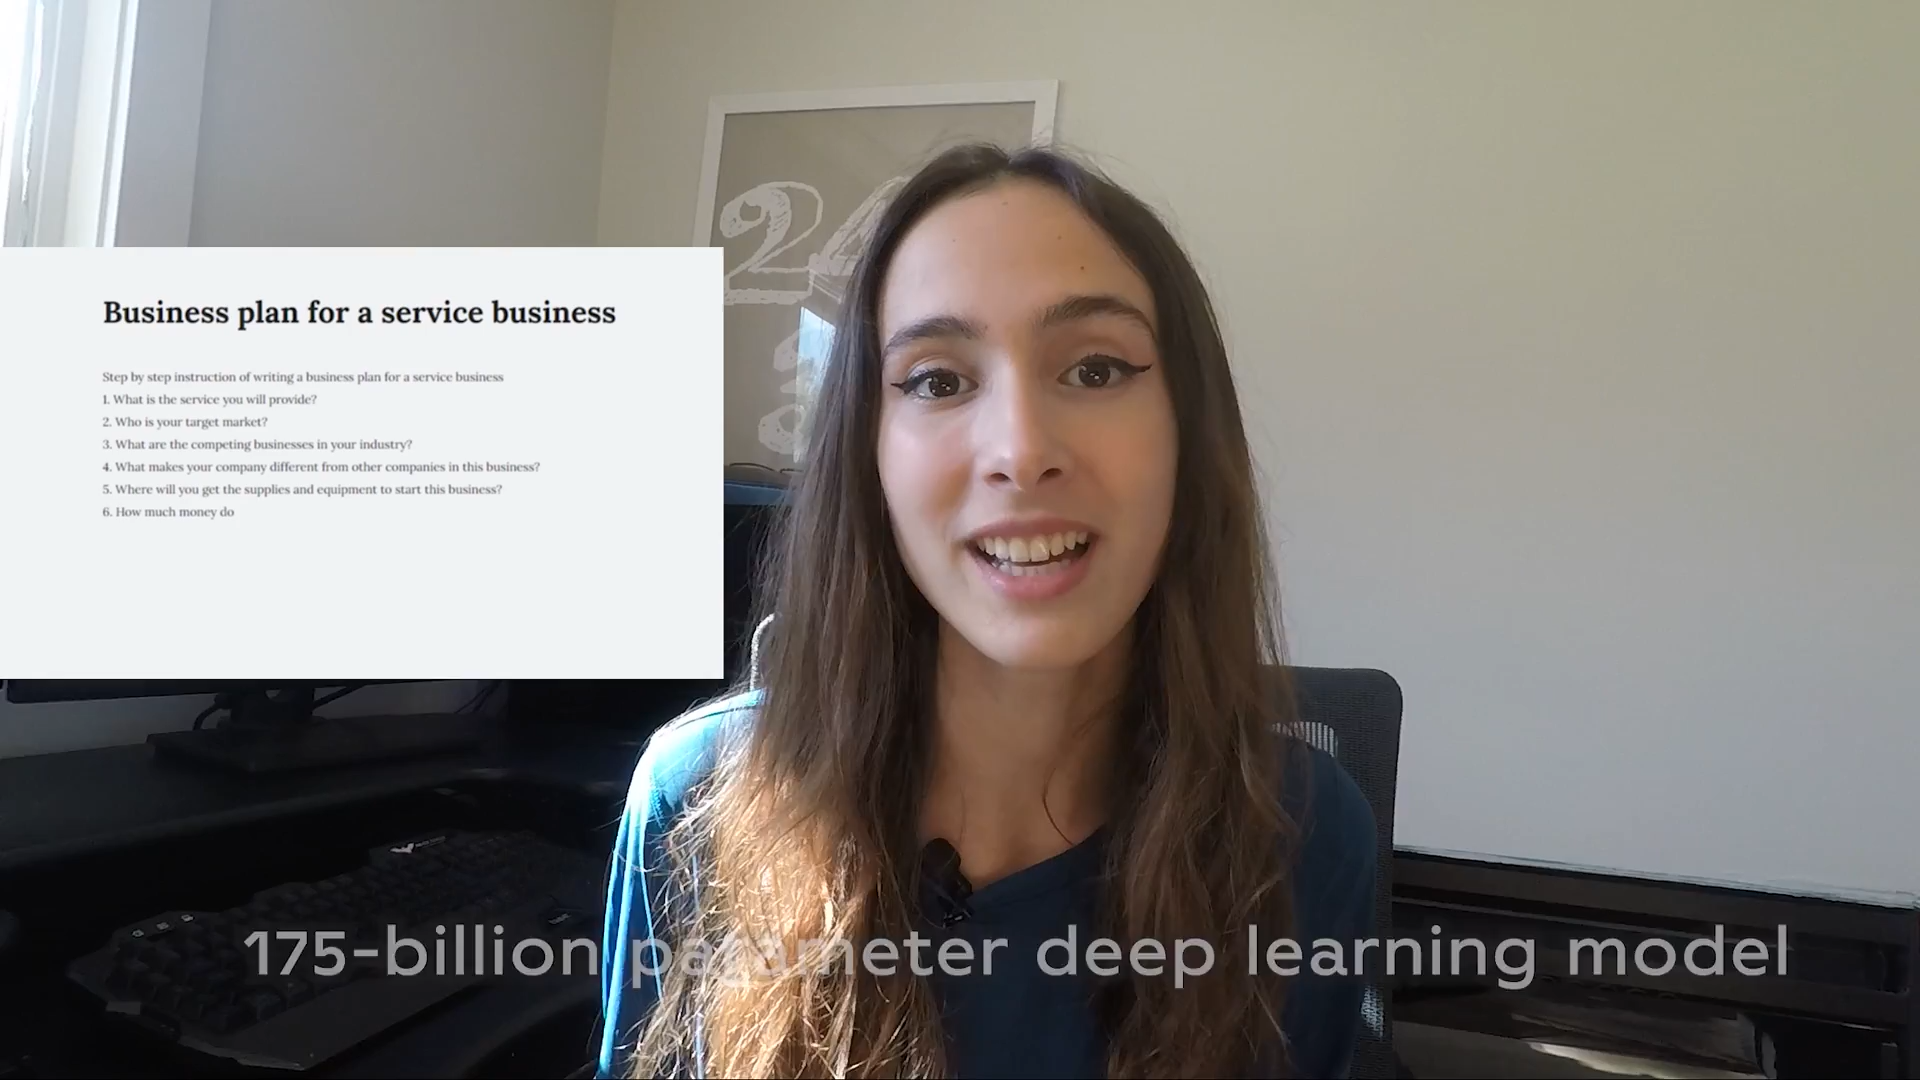 24
Business plan for a service business
Step by step instruction of writing a business plan for a service business
1. What is the service you will provide?
2. Who is your target market?
3. What are the competing businesses in your industry?
4. What makes your company different from other companies in this business?
5. Where will you get the supplies and equipment to start this business?
6. How much money do
175-billion parameter deep learning model